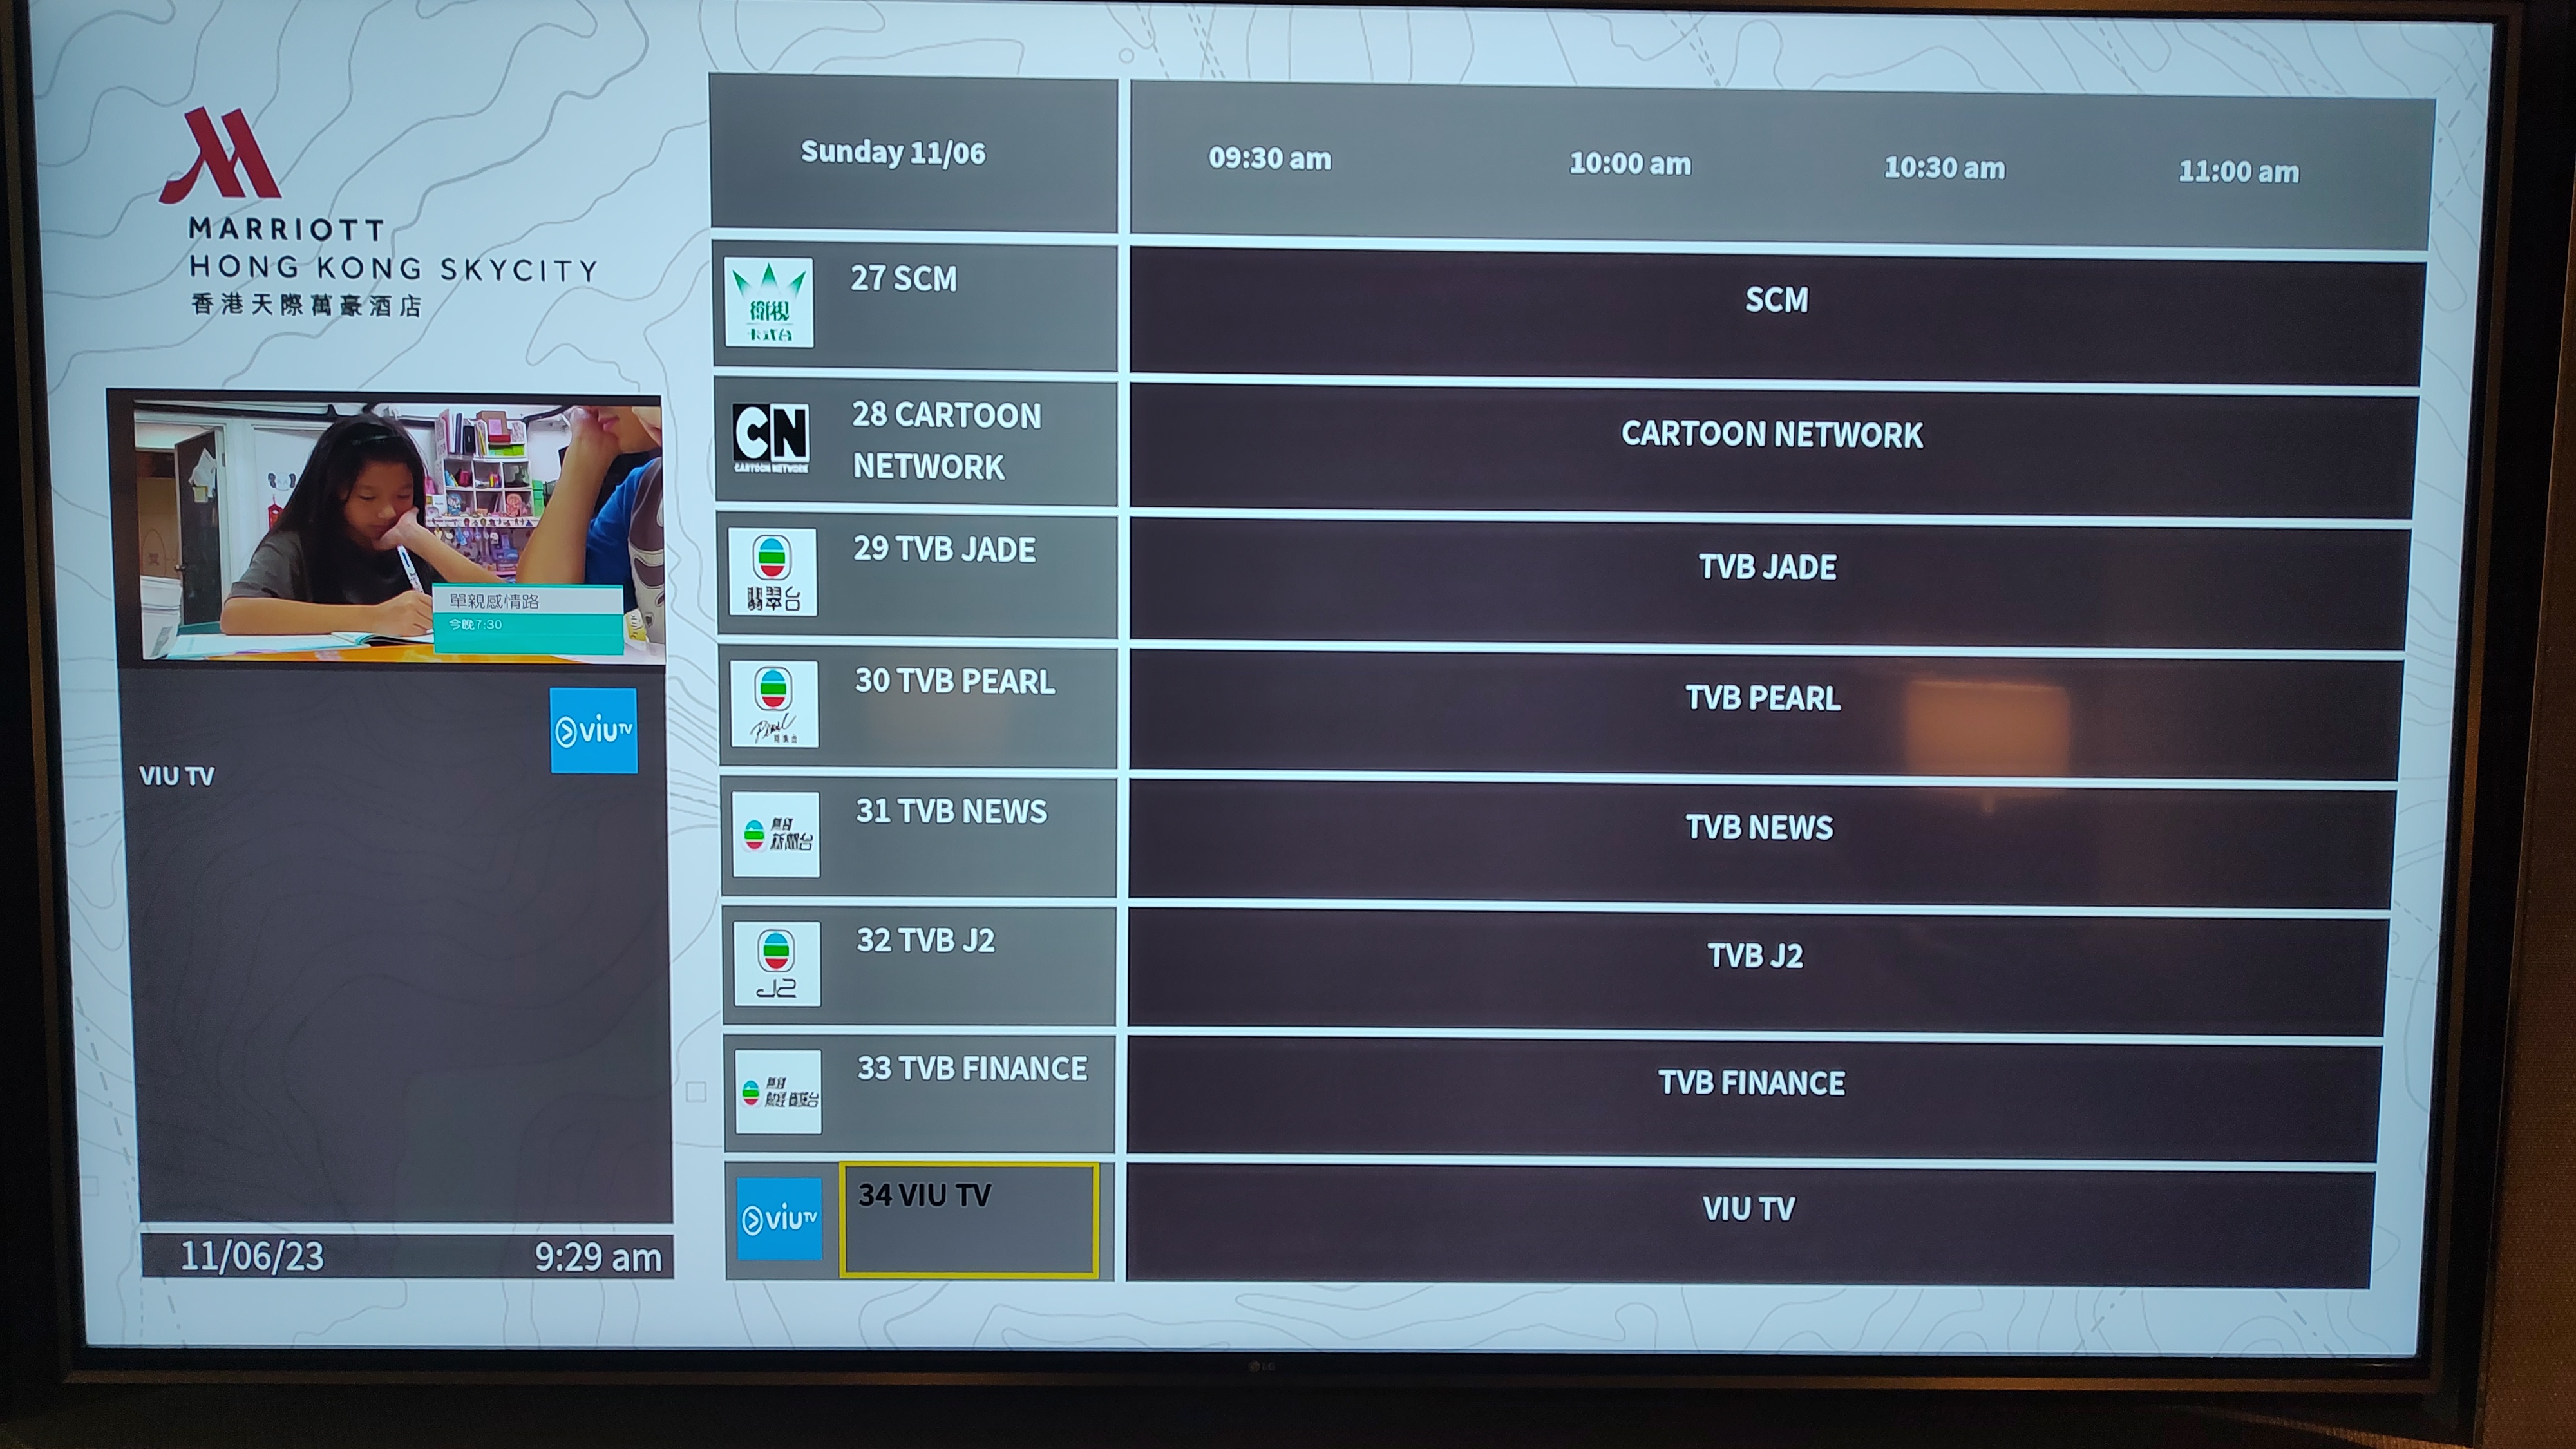 MARRIOTT
HONG KONG SKYCITY
香港天際萬豪酒店
單親感情路
今晚7:30
viuTV
VIU TV
11/06/23 9:29 am
Sunday 11/06 09:30 am 10:00 am 10:30 am 11:00 am
衛視
卡式台
27 SCM
SCM
CN
CARTOON NETWORK
28 CARTOON
NETWORK
CARTOON NETWORK
翡翠台
29 TVB JADE
TVB JADE
Pearl
明珠台
30 TVB PEARL
TVB PEARL
無綫
新聞台
31 TVB NEWS
TVB NEWS
J2
32 TVB J2
TVB J2
無綫
33 TVB FINANCE
TVB FINANCE
viuTV
34 VIU TV
VIU TV
LG